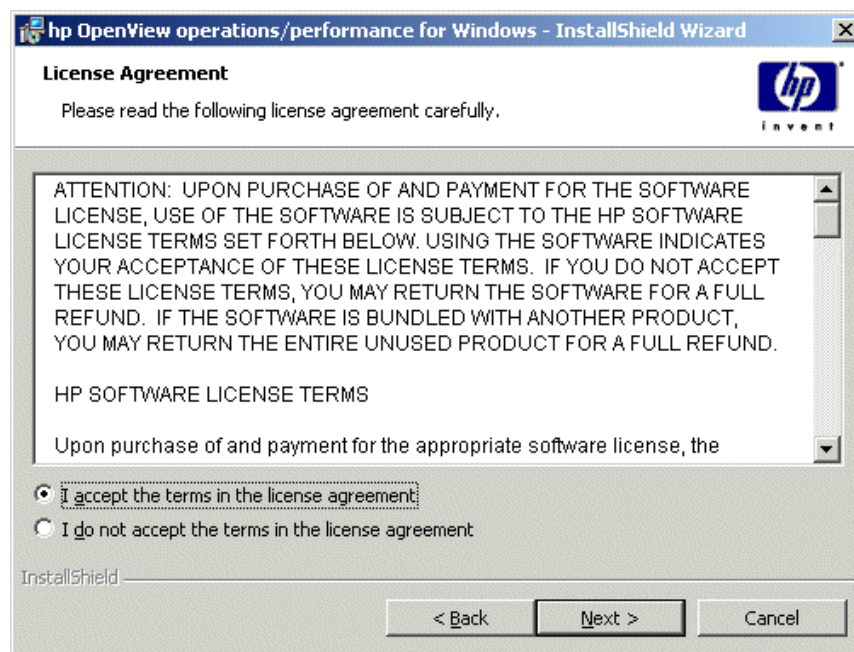 hp OpenView operations/performance for Windows - InstallShield Wizard
License Agreement
Please read the following license agreement carefully.
hp
invent
ATTENTION: UPON PURCHASE OF AND PAYMENT FOR THE SOFTWARE
LICENSE, USE OF THE SOFTWARE IS SUBJECT TO THE HP SOFTWARE
LICENSE TERMS SET FORTH BELOW. USING THE SOFTWARE INDICATES
YOUR ACCEPTANCE OF THESE LICENSE TERMS. IF YOU DO NOT ACCEPT
THESE LICENSE TERMS, YOU MAY RETURN THE SOFTWARE FOR A FULL
REFUND. IF THE SOFTWARE IS BUNDLED WITH ANOTHER PRODUCT,
YOU MAY RETURN THE ENTIRE UNUSED PRODUCT FOR A FULL REFUND.
HP SOFTWARE LICENSE TERMS
Upon purchase of and payment for the appropriate software license, the
I accept the terms in the license agreement
I do not accept the terms in the license agreement
InstallShield
< Back Next > Cancel